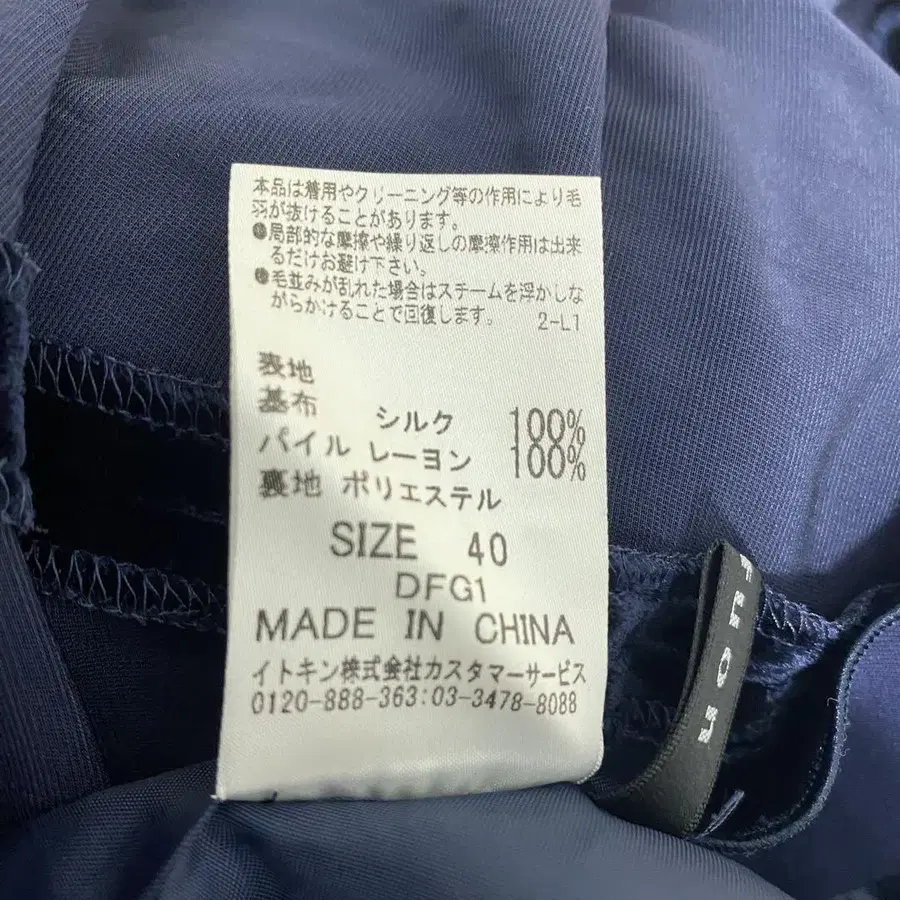 本品は着用やクリーニング等の作用により毛
羽が抜けることがあります。
●局部的な摩擦や繰り返しの摩擦作用は出来
るだけお避け下さい。
●毛並みが乱れた場合はスチームを浮かしな
がらかけることで回復します。 2-L1
表地
基布 シルク 100%
パイル レーヨン 100%
裏地 ポリエステル
SIZE 40
DFG1
MADE IN CHINA
イトキン株式会社カスタマーサービス
0120-888-363:03-3478-8088